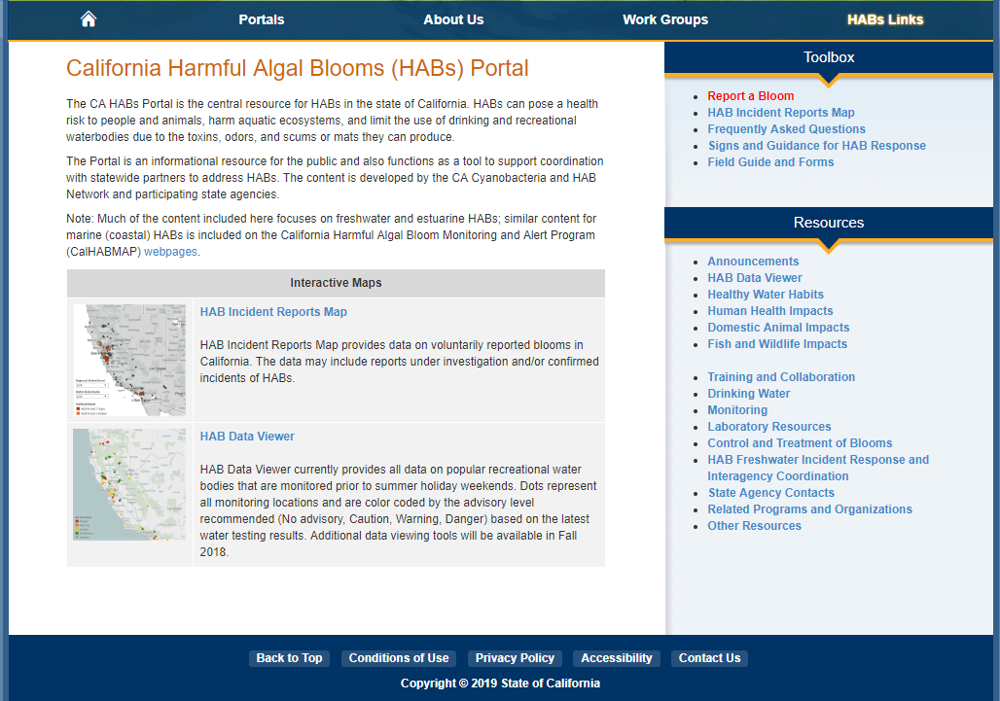 Portals
About Us
Work Groups
HABs Links
California Harmful Algal Blooms (HABs) Portal
The CA HABs Portal is the central resource for HABs in the state of California. HABs can pose a health
risk to people and animals, harm aquatic ecosystems, and limit the use of drinking and recreational
waterbodies due to the toxins, odors, and scums or mats they can produce.
The Portal is an informational resource for the public and also functions as a tool to support coordination
with statewide partners to address HABs. The content is developed by the CA Cyanobacteria and HAB
Network and participating state agencies.
Note: Much of the content included here focuses on freshwater and estuarine HABs; similar content for
marine (coastal) HABs is included on the California Harmful Algal Bloom Monitoring and Alert Program
(CalHABMAP) webpages.
Interactive Maps
HAB Incident Reports Map
HAB Incident Reports Map provides data on voluntarily reported blooms in
California. The data may include reports under investigation and/or confirmed
incidents of HABs.
HAB Data Viewer
HAB Data Viewer currently provides all data on popular recreational water
bodies that are monitored prior to summer holiday weekends. Dots represent
all monitoring locations and are color coded by the advisory level
recommended (No advisory, Caution, Warning, Danger) based on the latest
water testing results. Additional data viewing tools will be available in Fall
2018.
Toolbox
Report a Bloom
HAB Incident Reports Map
Frequently Asked Questions
Signs and Guidance for HAB Response
Field Guide and Forms
Resources
Announcements
HAB Data Viewer
Healthy Water Habits
Human Health Impacts
Domestic Animal Impacts
Fish and Wildlife Impacts
Training and Collaboration
Drinking Water
Monitoring
Laboratory Resources
Control and Treatment of Blooms
HAB Freshwater Incident Response and
Interagency Coordination
State Agency Contacts
Related Programs and Organizations
Other Resources
Back to Top
Conditions of Use
Privacy Policy
Accessibility
Contact Us
Copyright © 2019 State of California